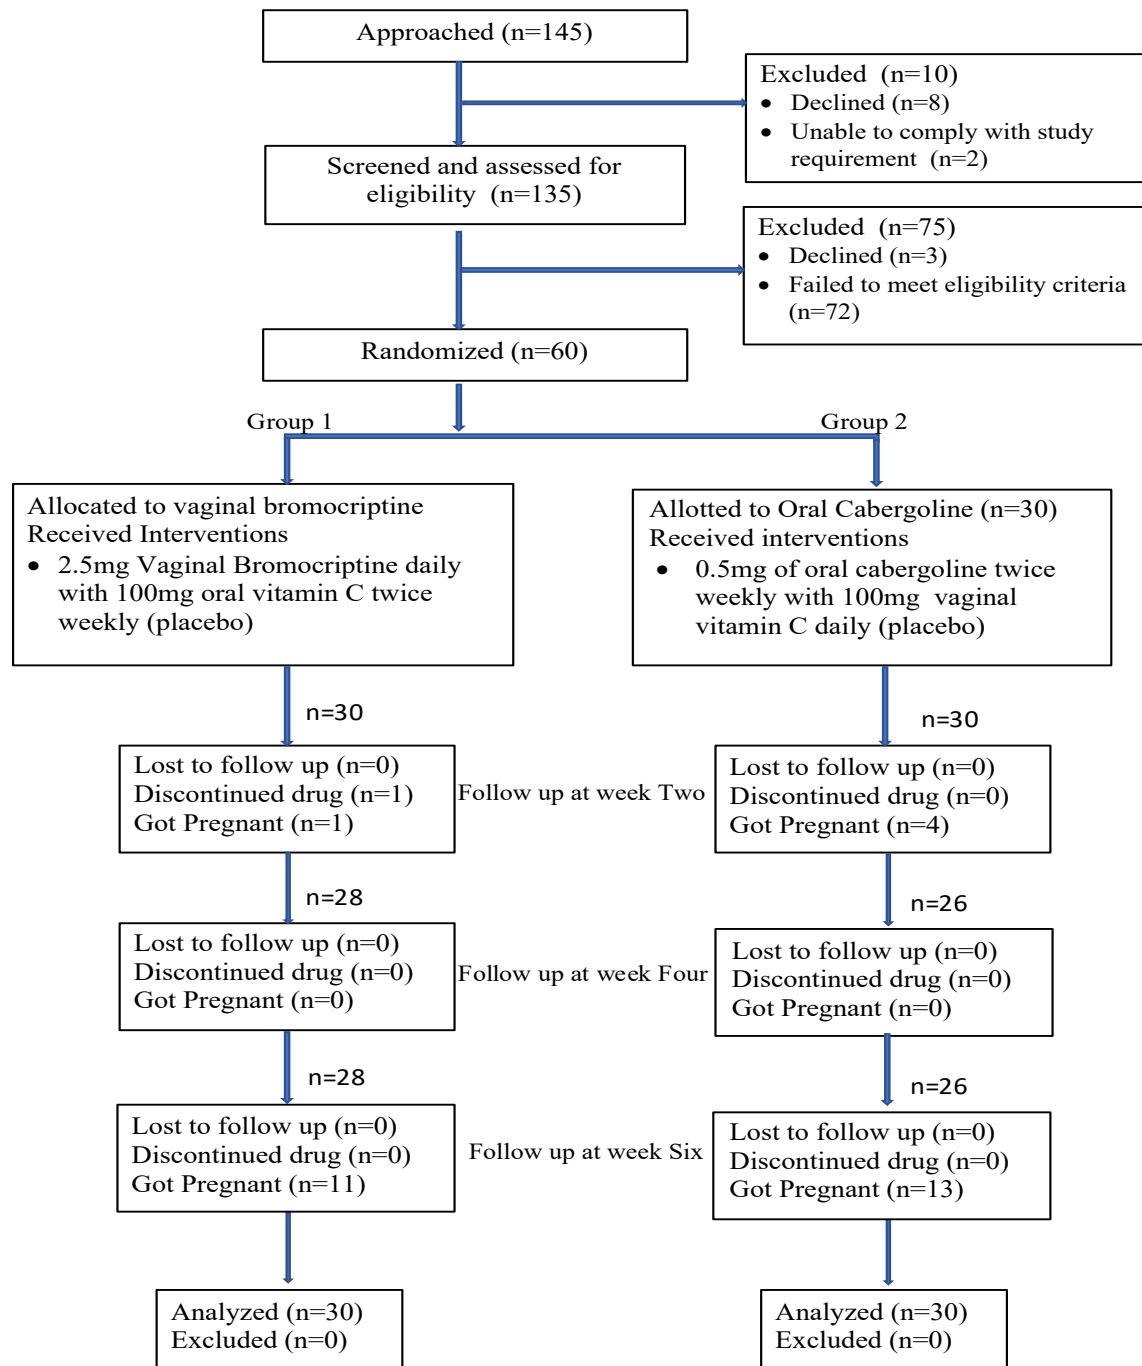 Approached (n=145)
Excluded (n=10)
• Declined (n=8)
• Unable to comply with study
requirement (n=2)
Screened and assessed for
eligibility (n=135)
Excluded (n=75)
• Declined (n=3)
• Failed to meet eligibility criteria
(n=72)
Randomized (n=60)
Group 1
Group 2
Allocated to vaginal bromocriptine
Received Interventions
• 2.5mg Vaginal Bromocriptine daily
with 100mg oral vitamin C twice
weekly (placebo)
Allotted to Oral Cabergoline (n=30)
Received interventions
• 0.5mg of oral cabergoline twice
weekly with 100mg vaginal
vitamin C daily (placebo)
n=30
n=30
Lost to follow up (n=0)
Discontinued drug (n=1)
Got Pregnant (n=1)
Follow up at week Two
Lost to follow up (n=0)
Discontinued drug (n=0)
Got Pregnant (n=4)
n=28
n=26
Lost to follow up (n=0)
Discontinued drug (n=0)
Got Pregnant (n=0)
Follow up at week Four
Lost to follow up (n=0)
Discontinued drug (n=0)
Got Pregnant (n=0)
n=28
n=26
Lost to follow up (n=0)
Discontinued drug (n=0)
Got Pregnant (n=11)
Follow up at week Six
Lost to follow up (n=0)
Discontinued drug (n=0)
Got Pregnant (n=13)
Analyzed (n=30)
Excluded (n=0)
Analyzed (n=30)
Excluded (n=0)